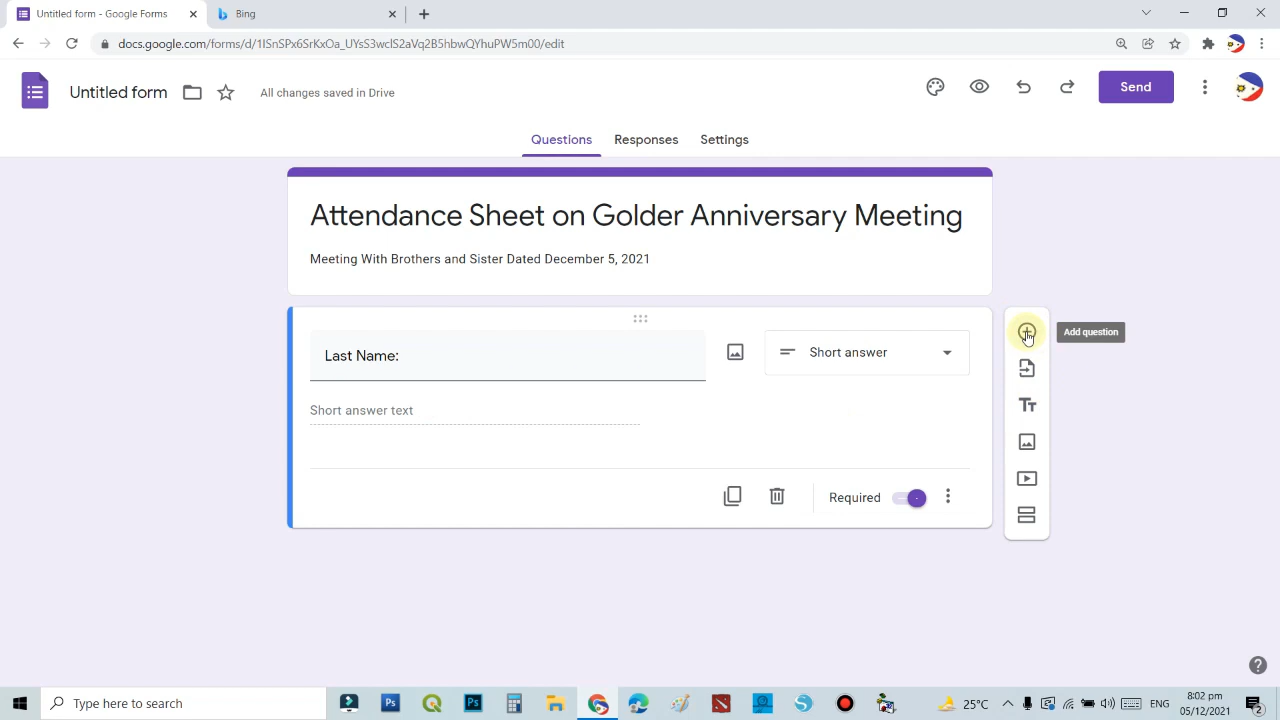 Untitled form - Google Forms
Bing
docs.google.com/forms/d/1ISnSPx6SrKxOa_UYsS3wclS2aVq2B5hbwQYhuPW5m00/edit
Untitled form
All changes saved in Drive
Send
Questions
Responses
Settings
Attendance Sheet on Golder Anniversary Meeting
Meeting With Brothers and Sister Dated December 5, 2021
Last Name:
Short answer
Add question
Short answer text
Required
Type here to search
Ps
Ps
25°C
ENG
8:02 pm
05/12/2021
2